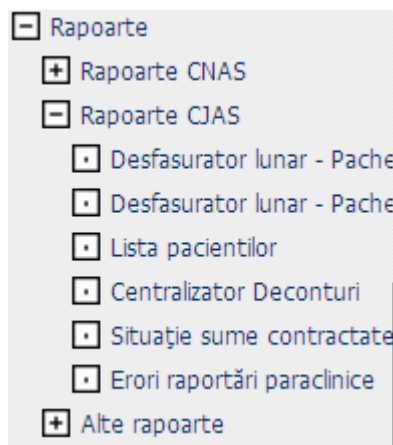 Rapoarte
Rapoarte CNAS
Rapoarte CJAS
Desfasurator lunar - Pache
Desfasurator lunar - Pache
Lista pacientilor
Centralizator Deconturi
Situație sume contractate
Erori raportări paraclinice
Alte rapoarte